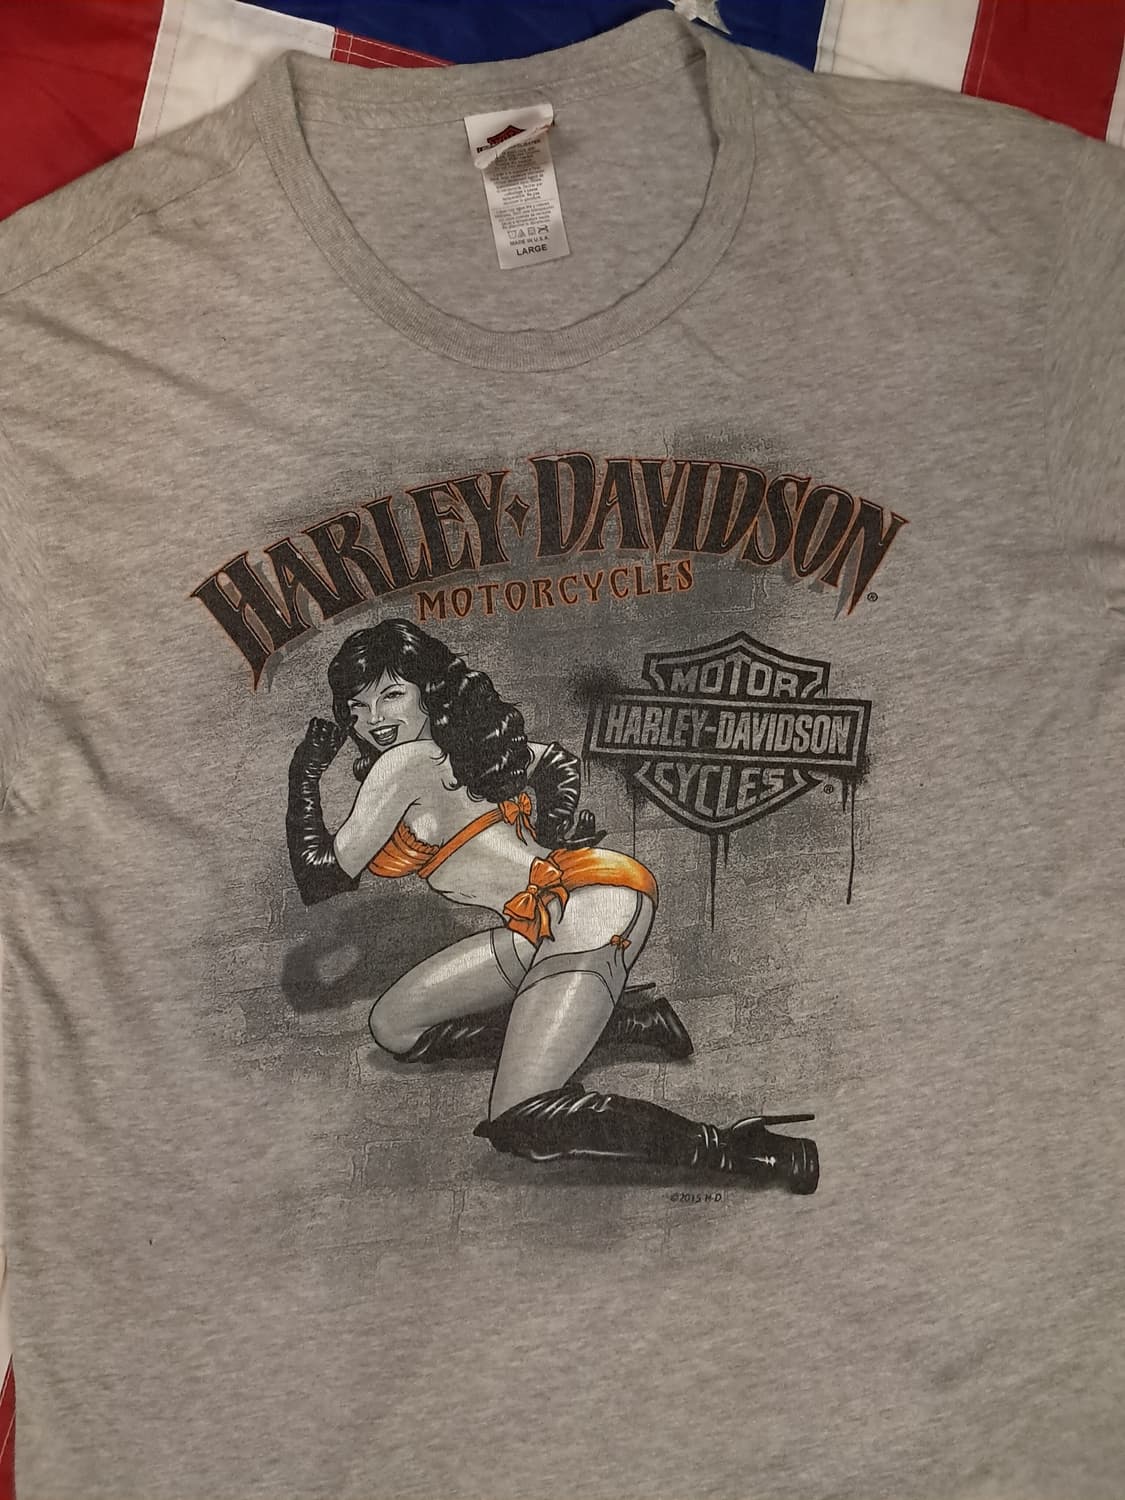 MADE IN U.S.A.
LARGE
HARLEY-DAVIDSON
MOTORCYCLES
®
MOTOR
HARLEY-DAVIDSON
CYCLES
®
©2015 H-D